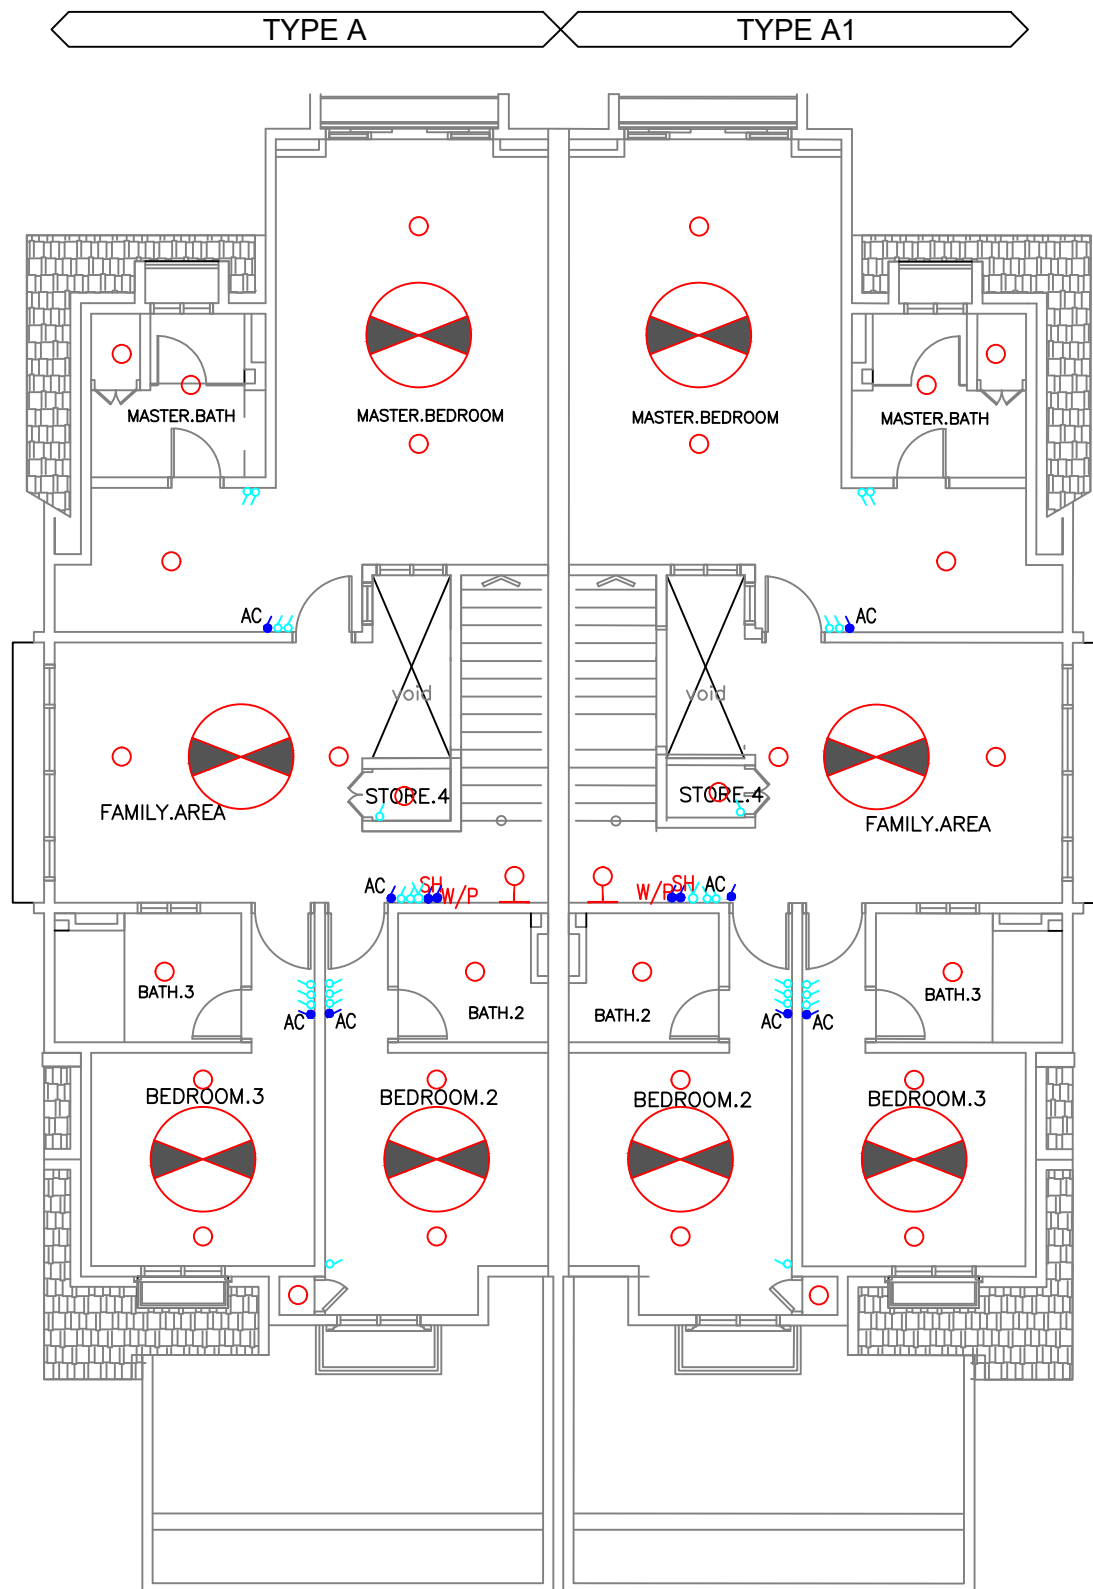 TYPE A
TYPE A1
MASTER.BATH
MASTER.BEDROOM
MASTER.BEDROOM
MASTER.BATH
AC
AC
void
void
FAMILY.AREA
STORE.4
STORE.4
FAMILY.AREA
AC
SH
W/P
W/P
SH
AC
BATH.3
BATH.2
BATH.2
BATH.3
AC
AC
AC
AC
BEDROOM.3
BEDROOM.2
BEDROOM.2
BEDROOM.3